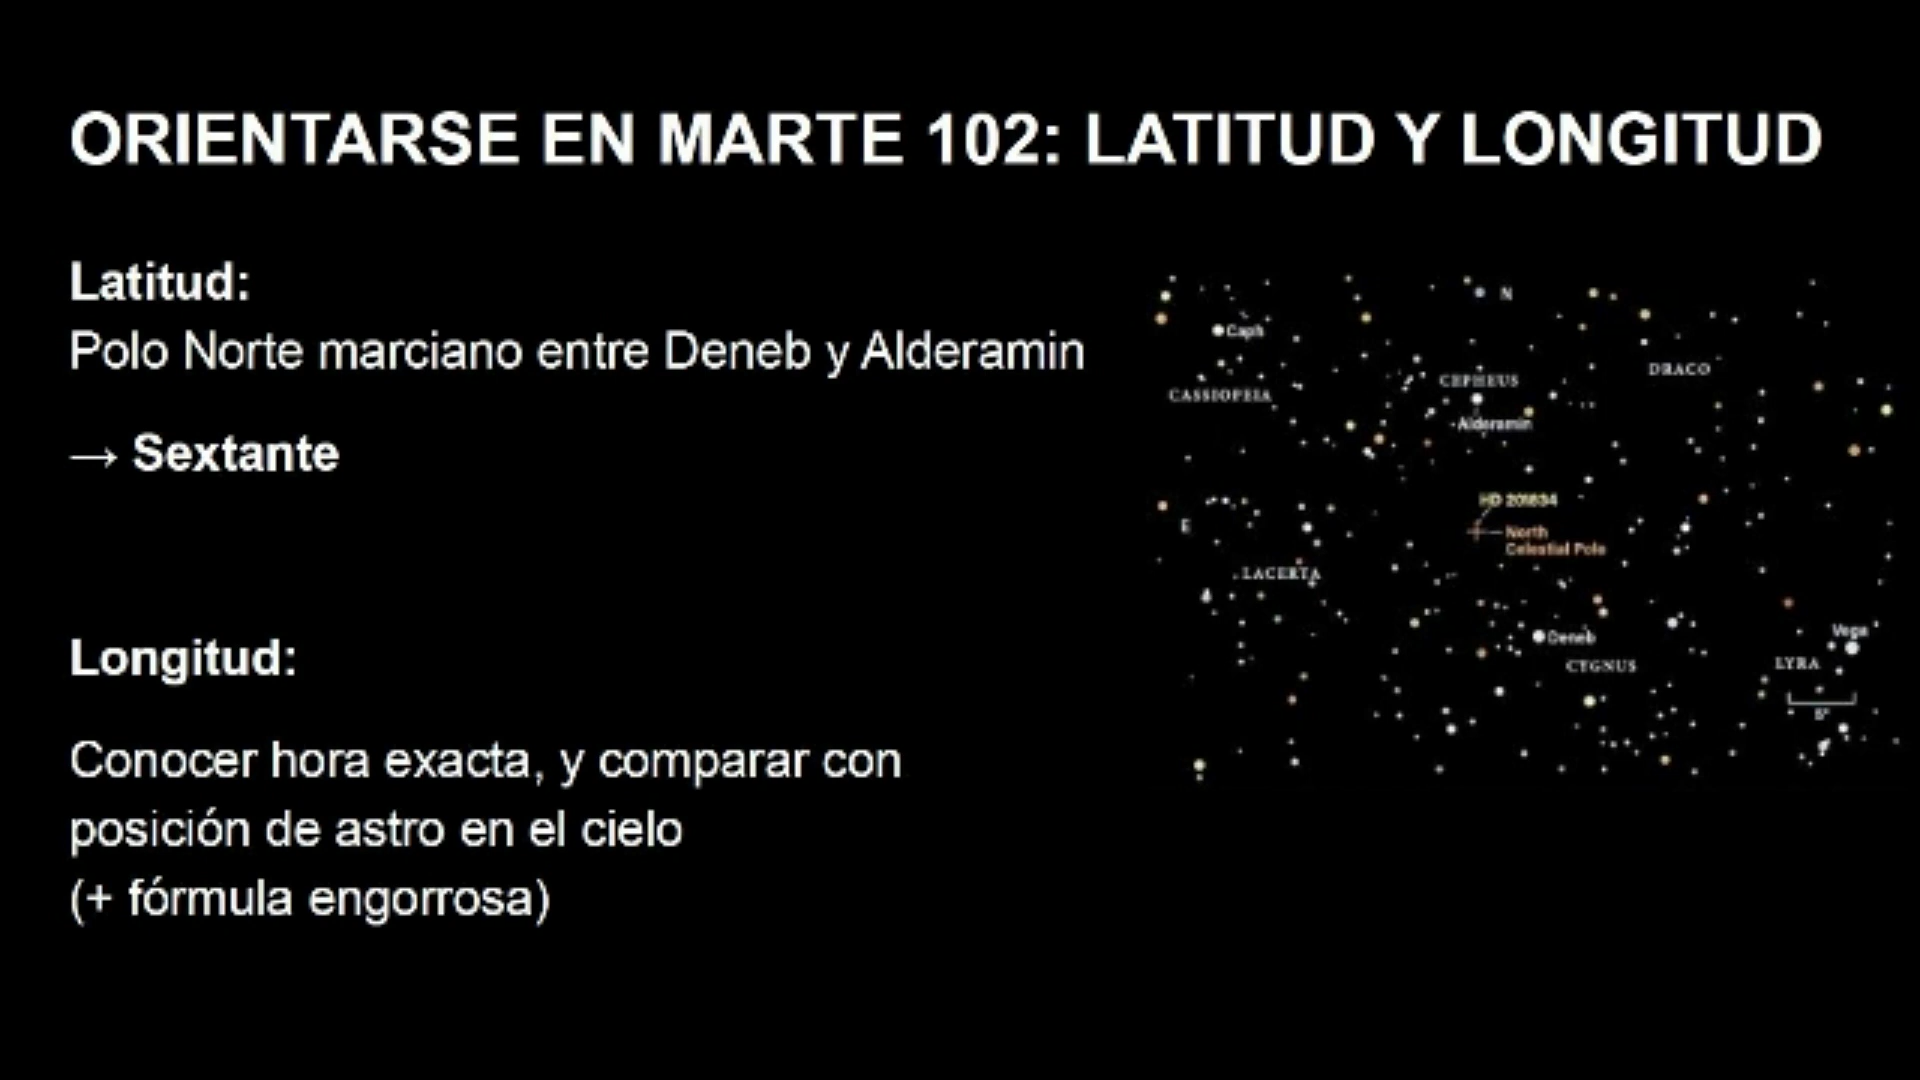 ORIENTARSE EN MARTE 102: LATITUD Y LONGITUD
Latitud:
Polo Norte marciano entre Deneb y Alderamin
→ Sextante
Longitud:
Conocer hora exacta, y comparar con
posición de astro en el cielo
(+ fórmula engorrosa)
N
Caph
CASSIOPEIA
CEPHEUS
DRACO
Alderamin
North
Celestial Pole
E
LACERTA
Deneb
CYGNUS
Vega
LYRA